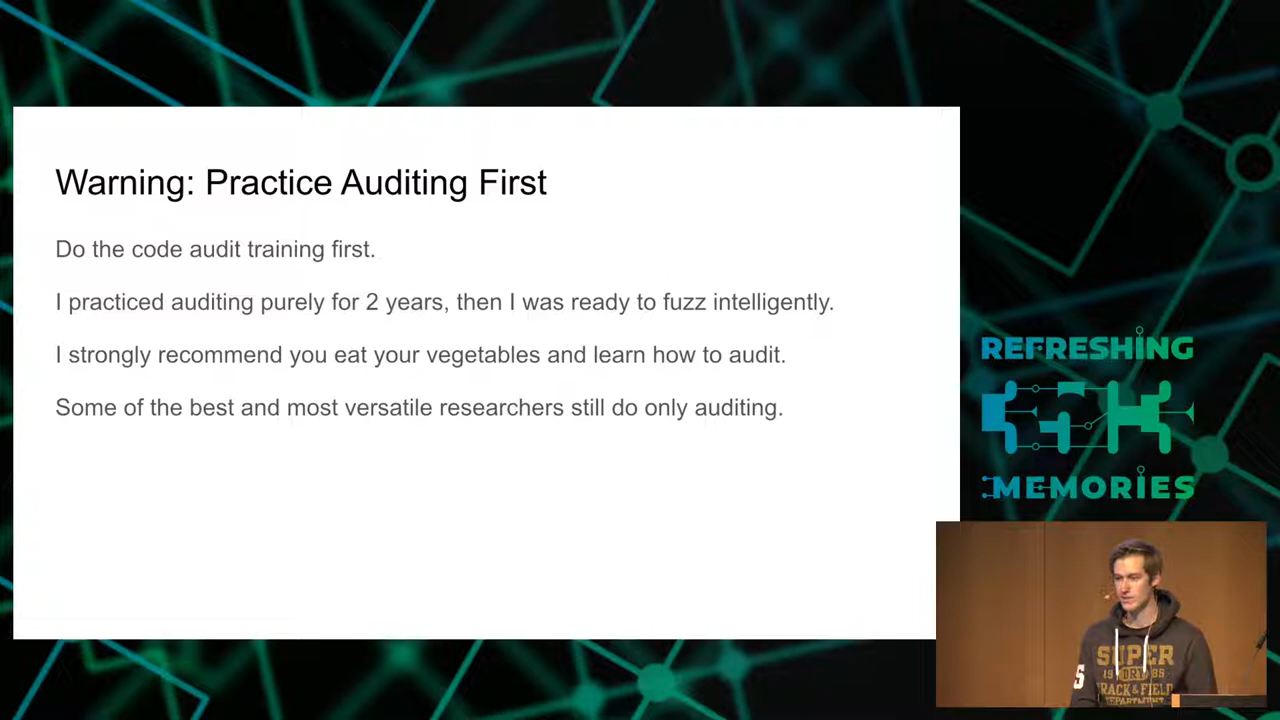 Warning: Practice Auditing First
Do the code audit training first.
I practiced auditing purely for 2 years, then I was ready to fuzz intelligently.
I strongly recommend you eat your vegetables and learn how to audit.
Some of the best and most versatile researchers still do only auditing.
REFRESHING
MEMORIES
SUPER
DRY
TRACK & FIELD